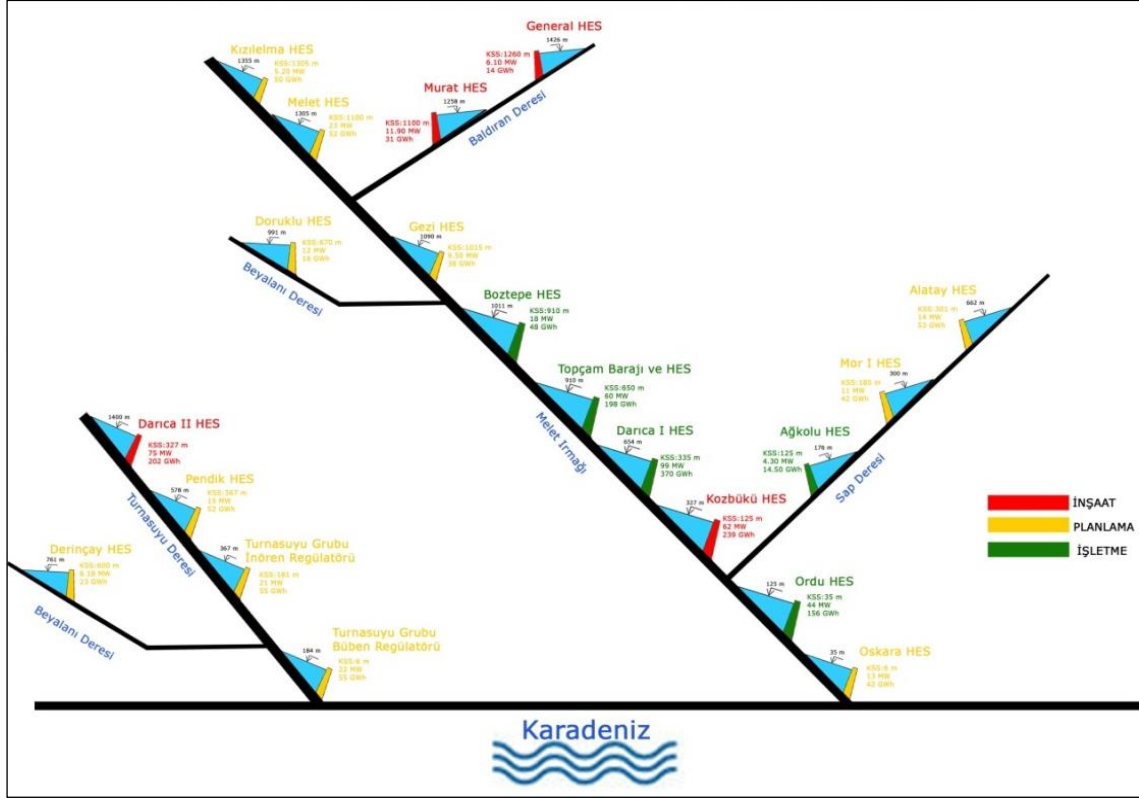 General HES
1426 m
KSS:1260 m
6.10 MW
14 GWh
Kızılelma HES
1355 m
KSS:1305 m
5.20 MW
50 GWh
Murat HES
1258 m
KSS:1100 m
11.90 MW
31 GWh
Baldıran Deresi
Melet HES
1305 m
KSS:1100 m
23 MW
52 GWh
Doruklu HES
991 m
KSS:670 m
12 MW
16 GWh
Beyalanı Deresi
Gezi HES
1090 m
KSS:1015 m
9.50 MW
38 GWh
Boztepe HES
1011 m
KSS:910 m
18 MW
48 GWh
Alatay HES
662 m
KSS:301 m
14 MW
53 GWh
Topçam Barajı ve HES
910 m
KSS:650 m
60 MW
198 GWh
Mor I HES
300 m
KSS:185 m
11 MW
42 GWh
Melet Irmağı
Darıca I HES
654 m
KSS:335 m
99 MW
370 GWh
Ağkolu HES
176 m
KSS:125 m
4.30 MW
14.50 GWh
Sap Deresi
Darıca II HES
1400 m
KSS:327 m
75 MW
202 GWh
Pendik HES
578 m
KSS:367 m
15 MW
52 GWh
Turnasuyu Deresi
Kozbükü HES
327 m
KSS:125 m
62 MW
239 GWh
İNŞAAT
PLANLAMA
İŞLETME
Derinçay HES
761 m
KSS:600 m
6.19 MW
23 GWh
Beyalanı Deresi
Turnasuyu Grubu
İnören Regülatörü
367 m
KSS:181 m
21 MW
55 GWh
Ordu HES
125 m
KSS:35 m
44 MW
156 GWh
Turnasuyu Grubu
Büben Regülatörü
184 m
KSS:6 m
22 MW
55 GWh
Oskara HES
35 m
KSS:6 m
13 MW
42 GWh
Karadeniz